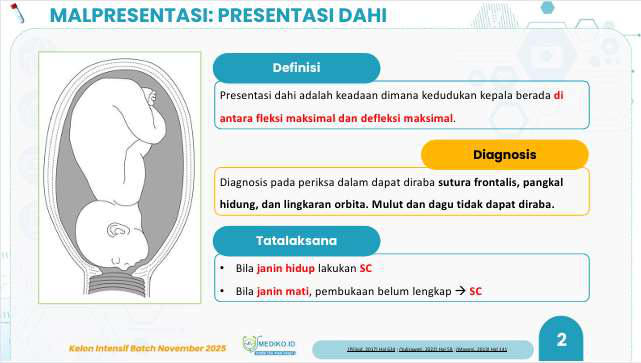 MALPRESENTASI: PRESENTASI DAHI
Definisi
Presentasi dahi adalah keadaan dimana kedudukan kepala berada di
antara fleksi maksimal dan defleksi maksimal.
Diagnosis
Diagnosis pada periksa dalam dapat diraba sutura frontalis, pangkal
hidung, dan lingkaran orbita. Mulut dan dagu tidak dapat diraba.
Tatalaksana
• Bila janin hidup lakukan SC
• Bila janin mati, pembukaan belum lengkap → SC
Kelon Intensif Batch November 2025
MEDIKO.ID
2